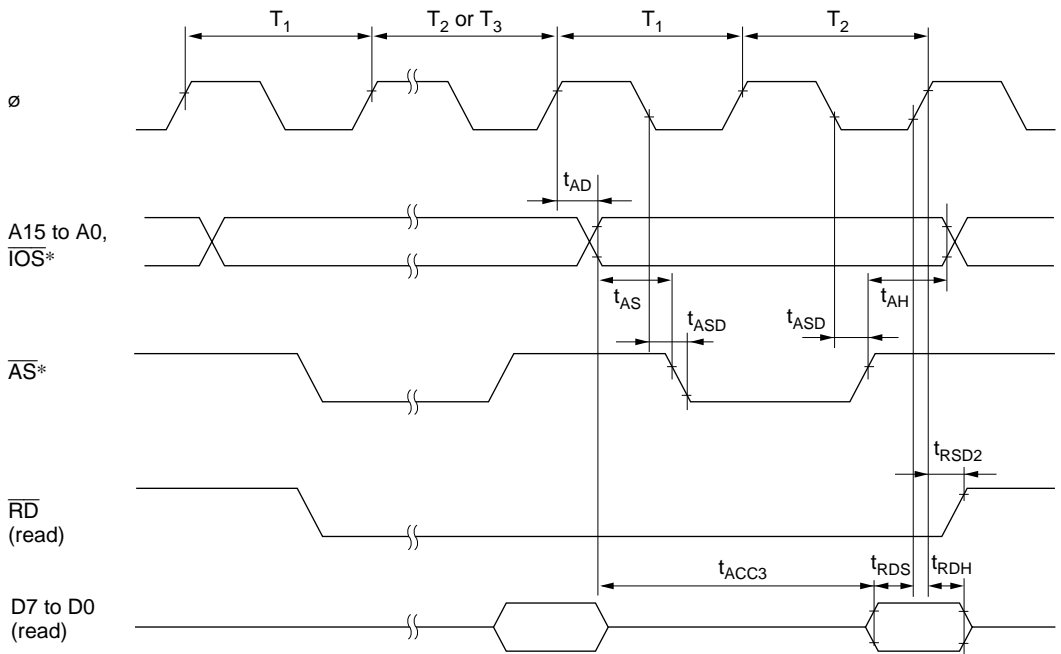 T₁ T₂ or T₃ T₁ T₂
ø
tAD
A15 to A0,
IOS*
tAS tASD tASD tAH
AS*
tRSD2
RD
(read)
tACC3 tRDS tRDH
D7 to D0
(read)